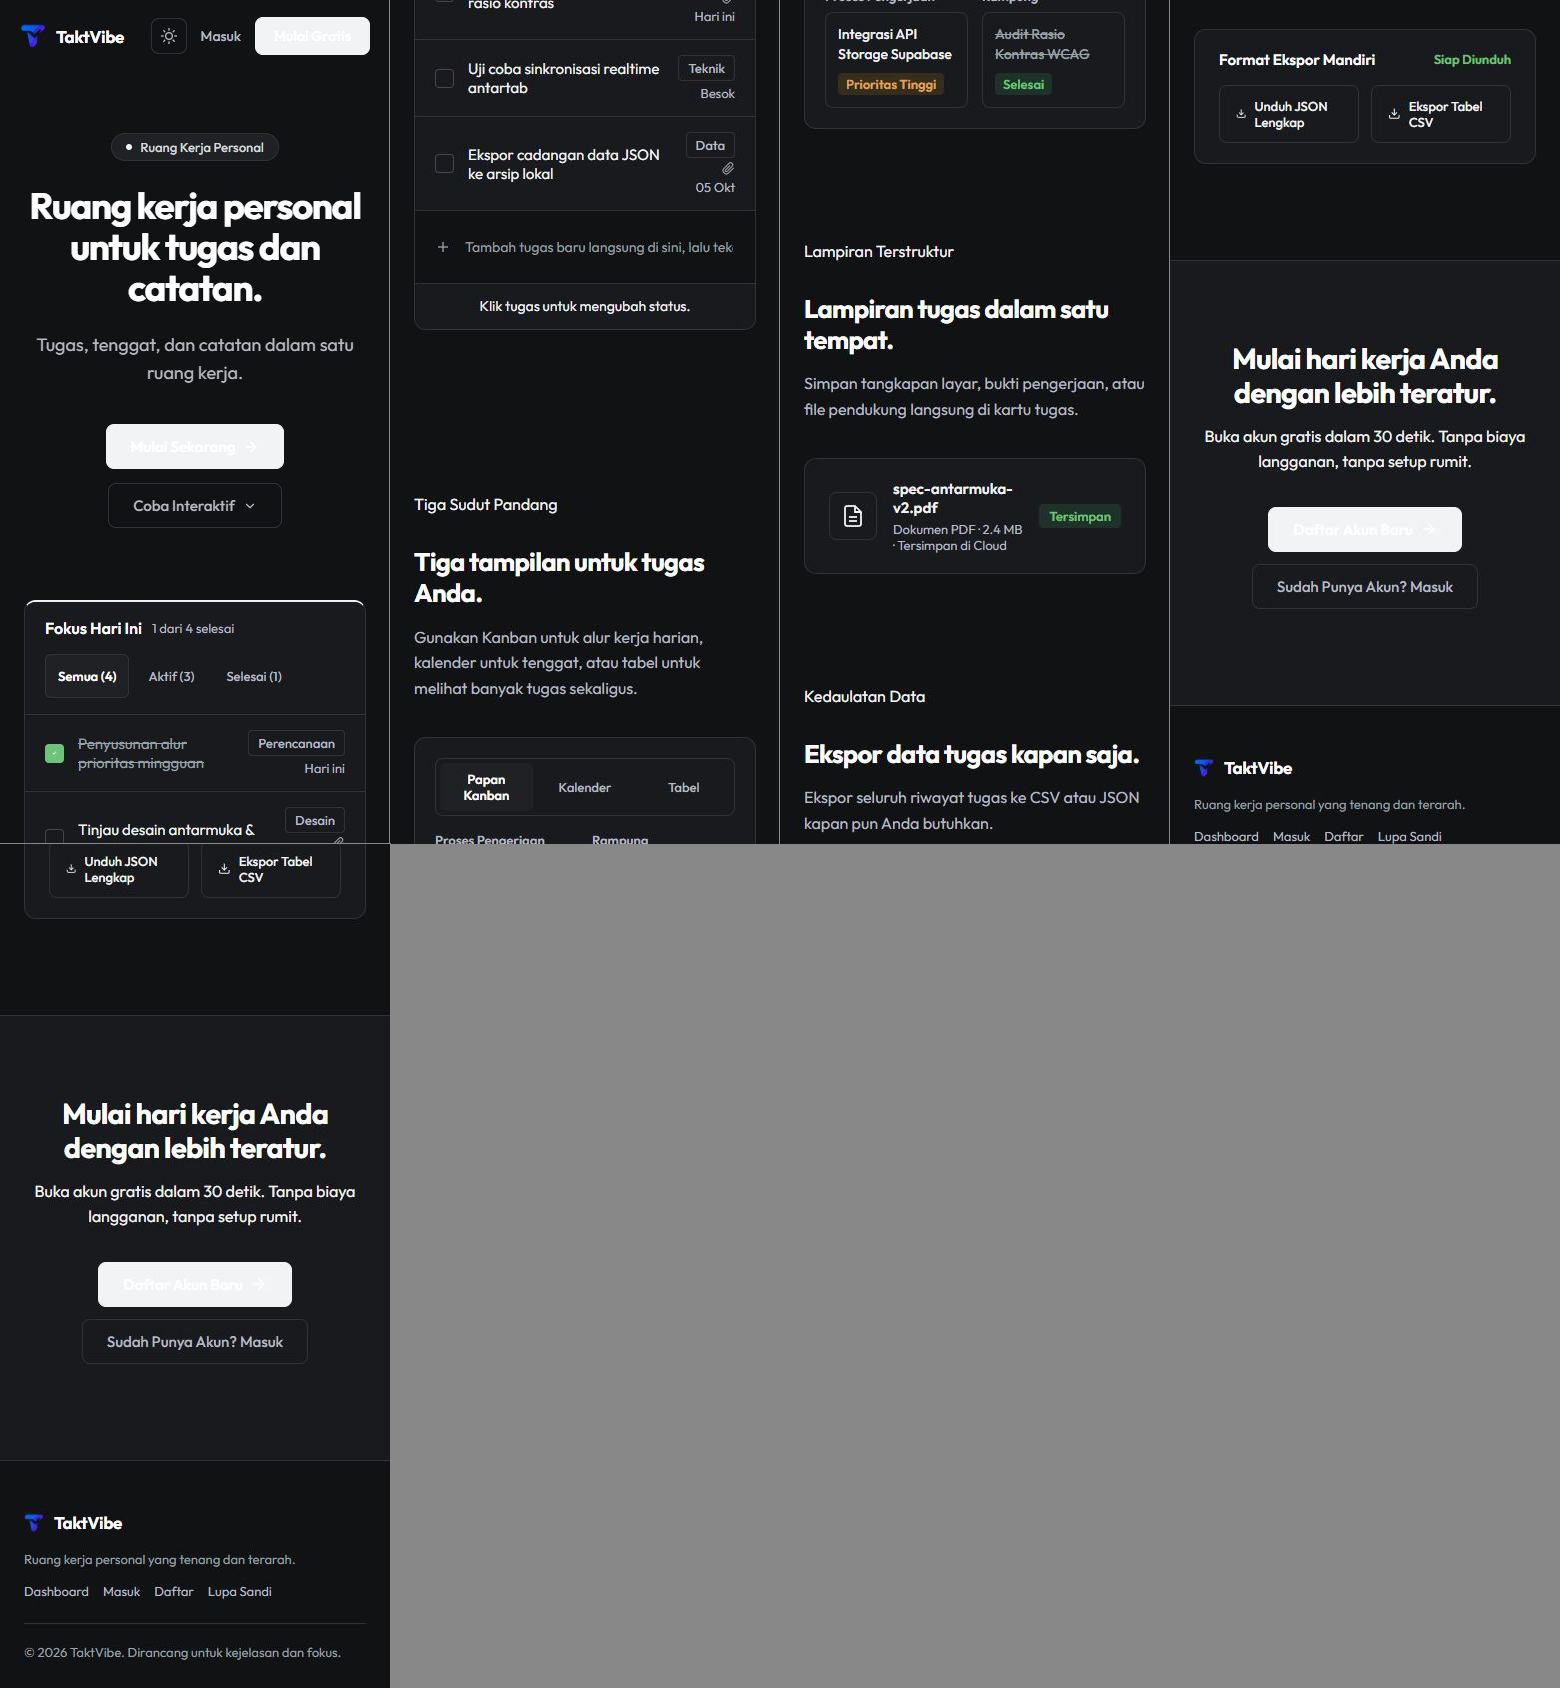 TaktVibe
Masuk
Mulai Gratis
Ruang Kerja Personal
Ruang kerja personal
untuk tugas dan
catatan.
Tugas, tenggat, dan catatan dalam satu
ruang kerja.
Mulai Sekarang
Coba Interaktif
Fokus Hari Ini 1 dari 4 selesai
Semua (4) Aktif (3) Selesai (1)
Penyusunan alur
prioritas mingguan
Perencanaan
Hari ini
Tinjau desain antarmuka &
Desain
rasio kontras
Hari ini
Uji coba sinkronisasi realtime
antartab
Teknik
Besok
Ekspor cadangan data JSON
ke arsip lokal
Data
05 Okt
Tambah tugas baru langsung di sini, lalu tek
Klik tugas untuk mengubah status.
Tiga Sudut Pandang
Tiga tampilan untuk tugas
Anda.
Gunakan Kanban untuk alur kerja harian,
kalender untuk tenggat, atau tabel untuk
melihat banyak tugas sekaligus.
Papan
Kanban
Kalender
Tabel
Proses Pengerjaan Rampung
Integrasi API
Storage Supabase
Prioritas Tinggi
Audit Rasio
Kontras WCAG
Selesai
Lampiran Terstruktur
Lampiran tugas dalam satu
tempat.
Simpan tangkapan layar, bukti pengerjaan, atau
file pendukung langsung di kartu tugas.
spec-antarmuka-
v2.pdf
Dokumen PDF · 2.4 MB
· Tersimpan di Cloud
Tersimpan
Kedaulatan Data
Ekspor data tugas kapan saja.
Ekspor seluruh riwayat tugas ke CSV atau JSON
kapan pun Anda butuhkan.
Format Ekspor Mandiri
Siap Diunduh
Unduh JSON
Lengkap
Ekspor Tabel
CSV
Mulai hari kerja Anda
dengan lebih teratur.
Buka akun gratis dalam 30 detik. Tanpa biaya
langganan, tanpa setup rumit.
Daftar Akun Baru
Sudah Punya Akun? Masuk
TaktVibe
Ruang kerja personal yang tenang dan terarah.
Dashboard Masuk Daftar Lupa Sandi
Unduh JSON
Lengkap
Ekspor Tabel
CSV
Mulai hari kerja Anda
dengan lebih teratur.
Buka akun gratis dalam 30 detik. Tanpa biaya
langganan, tanpa setup rumit.
Daftar Akun Baru
Sudah Punya Akun? Masuk
TaktVibe
Ruang kerja personal yang tenang dan terarah.
Dashboard Masuk Daftar Lupa Sandi
© 2026 TaktVibe. Dirancang untuk kejelasan dan fokus.